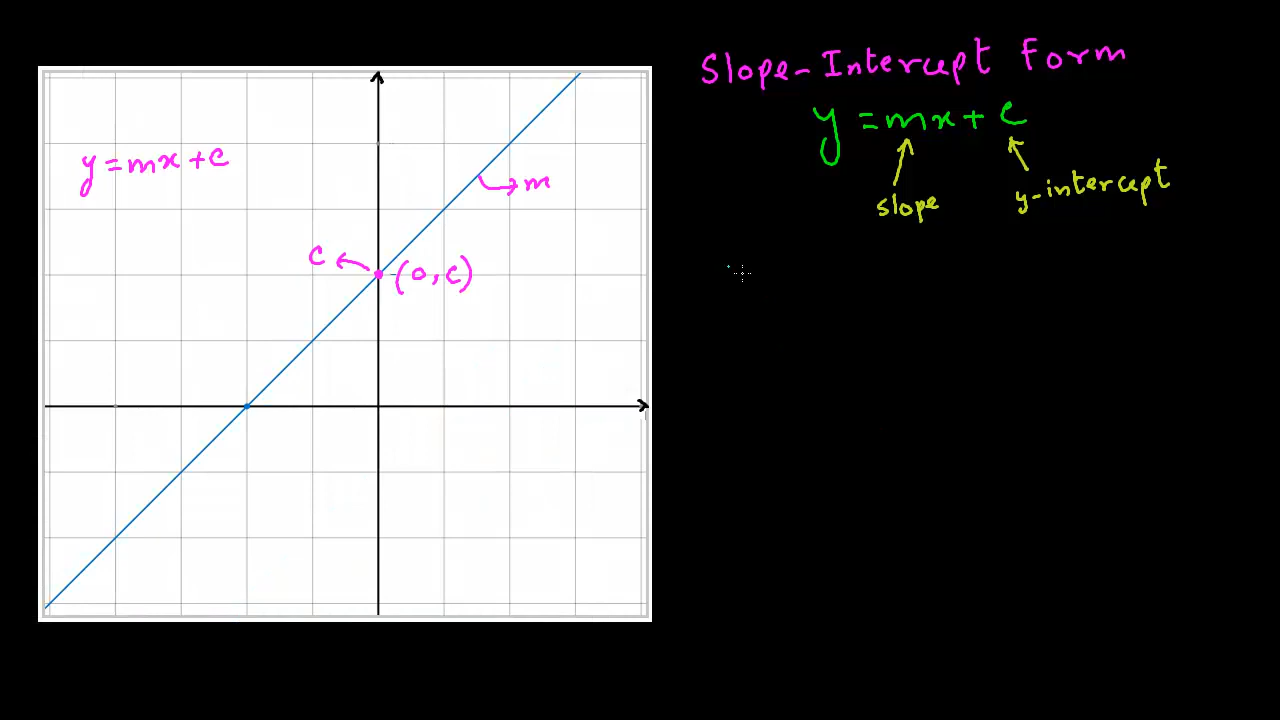 Slope-Intercept Form
y = mx + c
slope
y-intercept
y = mx + c
m
c
(0, c)